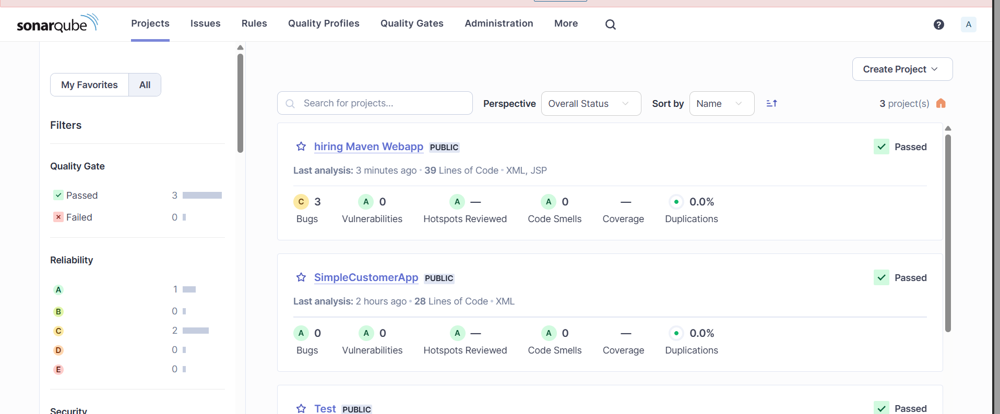 sonarqube Projects Issues Rules Quality Profiles Quality Gates Administration More ? A
Create Project
My Favorites All
Search for projects... Perspective Overall Status Sort by Name 3 project(s)
Filters
Quality Gate
Passed 3
Failed 0
Reliability
A 1
B 0
C 2
D 0
E 0
Security
hiring Maven Webapp PUBLIC Passed
Last analysis: 3 minutes ago • 39 Lines of Code • XML, JSP
C 3 A 0 A — A 0 — 0.0%
Bugs Vulnerabilities Hotspots Reviewed Code Smells Coverage Duplications
SimpleCustomerApp PUBLIC Passed
Last analysis: 2 hours ago • 28 Lines of Code • XML
A 0 A 0 A — A 0 — 0.0%
Bugs Vulnerabilities Hotspots Reviewed Code Smells Coverage Duplications
Test PUBLIC Passed